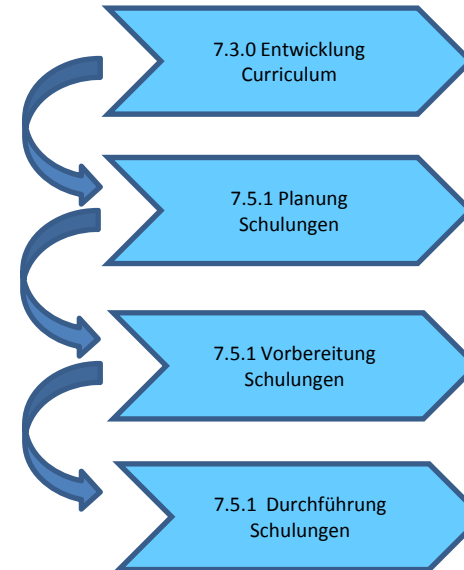 7.3.0 Entwicklung
Curriculum
7.5.1 Planung
Schulungen
7.5.1 Vorbereitung
Schulungen
7.5.1 Durchführung
Schulungen